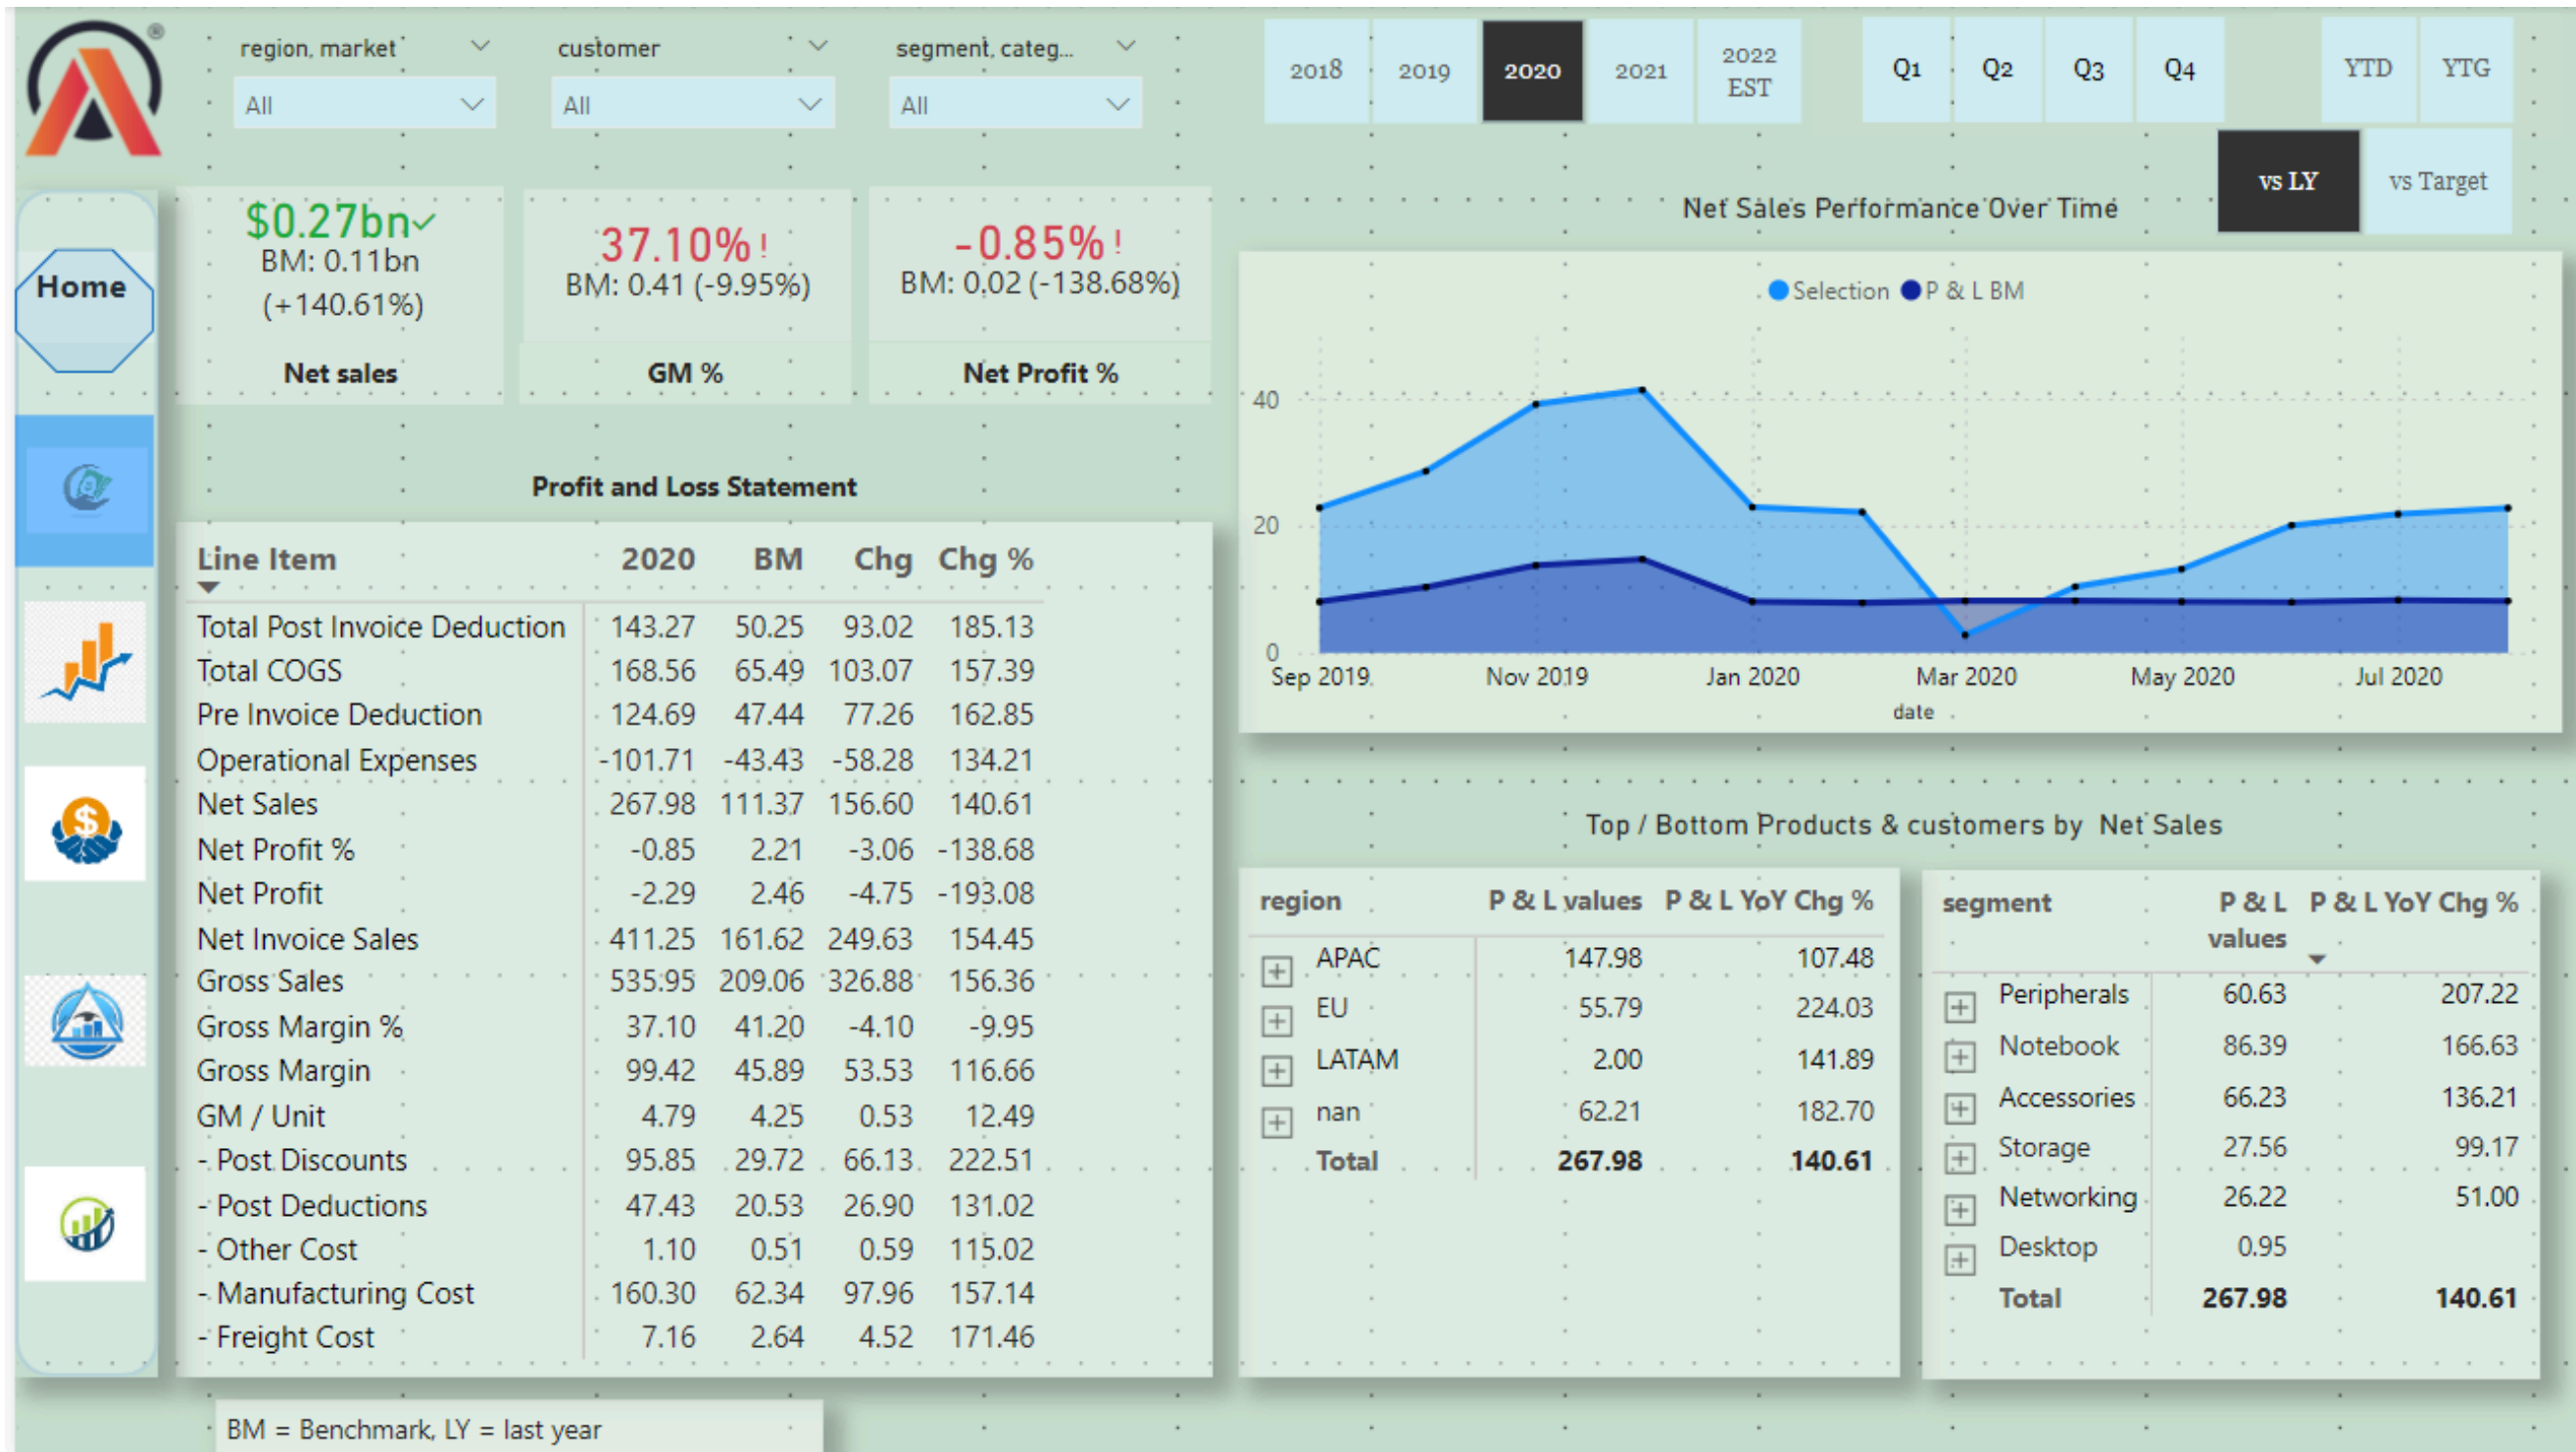 ®
region, market
customer
segment, categ...
All
All
All
2018
2019
2020
2021
2022
EST
Q1
Q2
Q3
Q4
YTD
YTG
vs LY
vs Target
Home
$0.27bn
BM: 0.11bn
(+140.61%)
Net sales
37.10% !
BM: 0.41 (-9.95%)
GM %
-0.85% !
BM: 0.02 (-138.68%)
Net Profit %
Net Sales Performance Over Time
Selection P & L BM
40
20
0
Sep 2019 Nov 2019 Jan 2020 Mar 2020 May 2020 Jul 2020
date
Profit and Loss Statement
Line Item 2020 BM Chg Chg %
Total Post Invoice Deduction 143.27 50.25 93.02 185.13
Total COGS 168.56 65.49 103.07 157.39
Pre Invoice Deduction 124.69 47.44 77.26 162.85
Operational Expenses -101.71 -43.43 -58.28 134.21
Net Sales 267.98 111.37 156.60 140.61
Net Profit % -0.85 2.21 -3.06 -138.68
Net Profit -2.29 2.46 -4.75 -193.08
Net Invoice Sales 411.25 161.62 249.63 154.45
Gross Sales 535.95 209.06 326.88 156.36
Gross Margin % 37.10 41.20 -4.10 -9.95
Gross Margin 99.42 45.89 53.53 116.66
GM / Unit 4.79 4.25 0.53 12.49
- Post Discounts 95.85 29.72 66.13 222.51
- Post Deductions 47.43 20.53 26.90 131.02
- Other Cost 1.10 0.51 0.59 115.02
- Manufacturing Cost 160.30 62.34 97.96 157.14
- Freight Cost 7.16 2.64 4.52 171.46
Top / Bottom Products & customers by Net Sales
region P & L values P & L YoY Chg %
APAC 147.98 107.48
EU 55.79 224.03
LATAM 2.00 141.89
nan 62.21 182.70
Total 267.98 140.61
segment P & L P & L YoY Chg %
values
Peripherals 60.63 207.22
Notebook 86.39 166.63
Accessories 66.23 136.21
Storage 27.56 99.17
Networking 26.22 51.00
Desktop 0.95
Total 267.98 140.61
BM = Benchmark, LY = last year